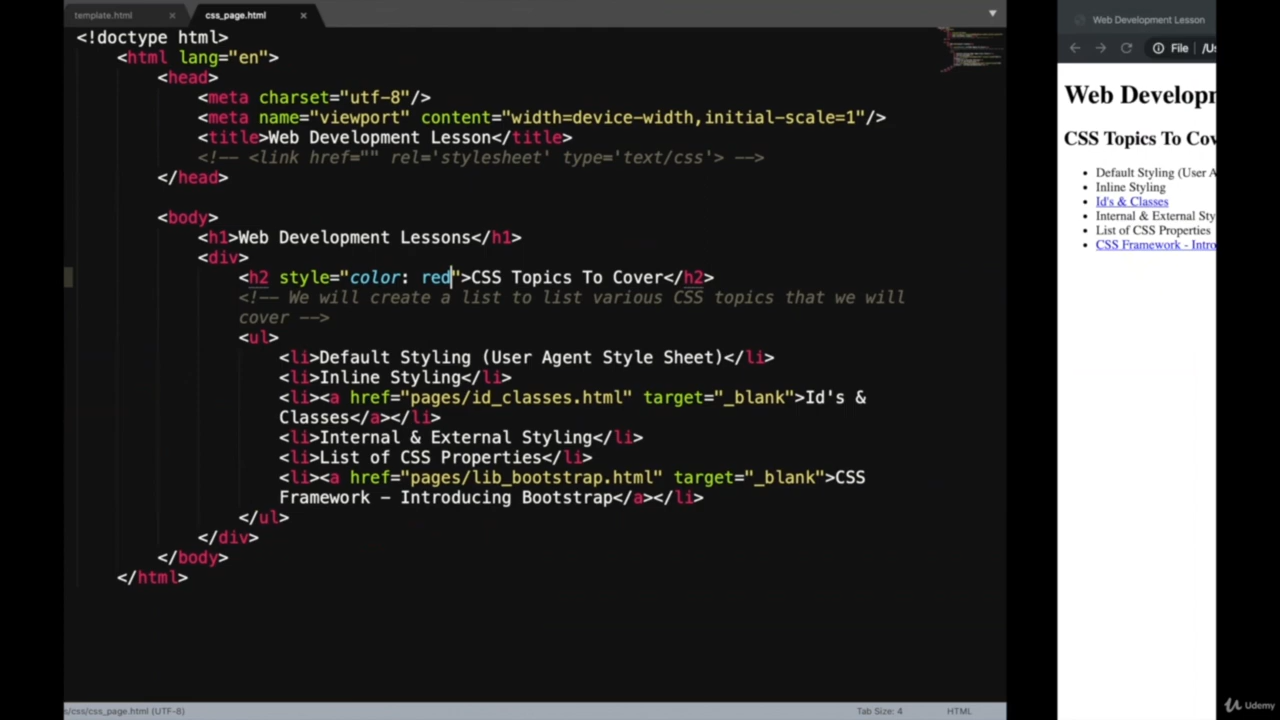 template.html
css_page.html
<!doctype html>
<html lang="en">
<head>
<meta charset="utf-8"/>
<meta name="viewport" content="width=device-width,initial-scale=1"/>
<title>Web Development Lesson</title>
<!-- <link href="" rel='stylesheet' type='text/css'> -->
</head>
<body>
<h1>Web Development Lessons</h1>
<div>
<h2 style="color: red">CSS Topics To Cover</h2>
<!-- We will create a list to list various CSS topics that we will
cover -->
<ul>
<li>Default Styling (User Agent Style Sheet)</li>
<li>Inline Styling</li>
<li><a href="pages/id_classes.html" target="_blank">Id's &
Classes</a></li>
<li>Internal & External Styling</li>
<li>List of CSS Properties</li>
<li><a href="pages/lib_bootstrap.html" target="_blank">CSS
Framework - Introducing Bootstrap</a></li>
</ul>
</div>
</body>
</html>
s/css/css_page.html (UTF-8)
Tab Size: 4
HTML
Web Development Lesson
File | /Us
Web Developm
CSS Topics To Cov
• Default Styling (User A
• Inline Styling
• Id's & Classes
• Internal & External Sty
• List of CSS Properties
• CSS Framework - Intro
Udemy